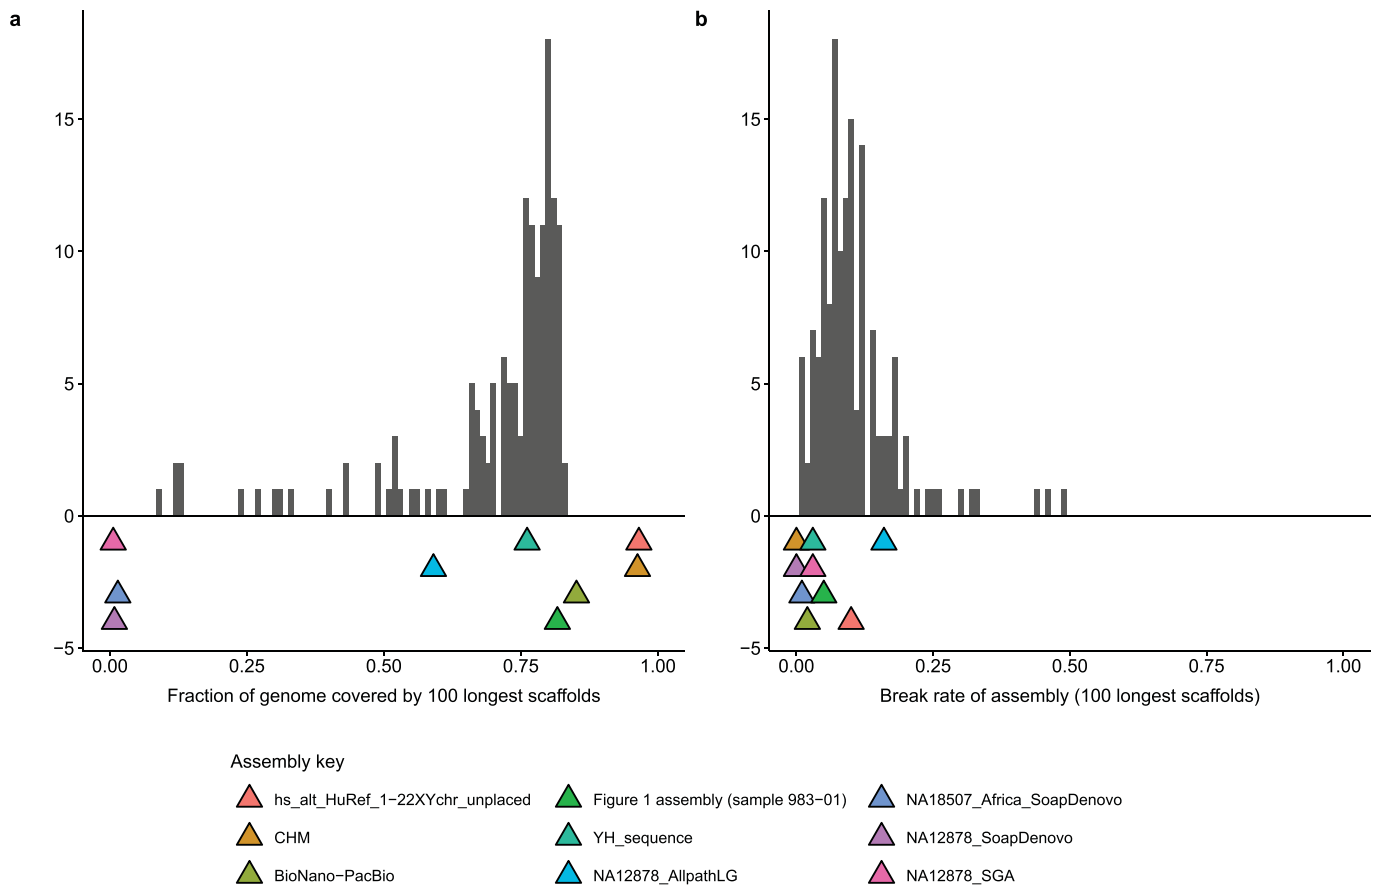 a
b
15
10
5
0
−5
0.00 0.25 0.50 0.75 1.00
Fraction of genome covered by 100 longest scaffolds
15
10
5
0
−5
0.00 0.25 0.50 0.75 1.00
Break rate of assembly (100 longest scaffolds)
Assembly key
hs_alt_HuRef_1−22XYchr_unplaced
CHM
BioNano−PacBio
Figure 1 assembly (sample 983−01)
YH_sequence
NA12878_AllpathLG
NA18507_Africa_SoapDenovo
NA12878_SoapDenovo
NA12878_SGA